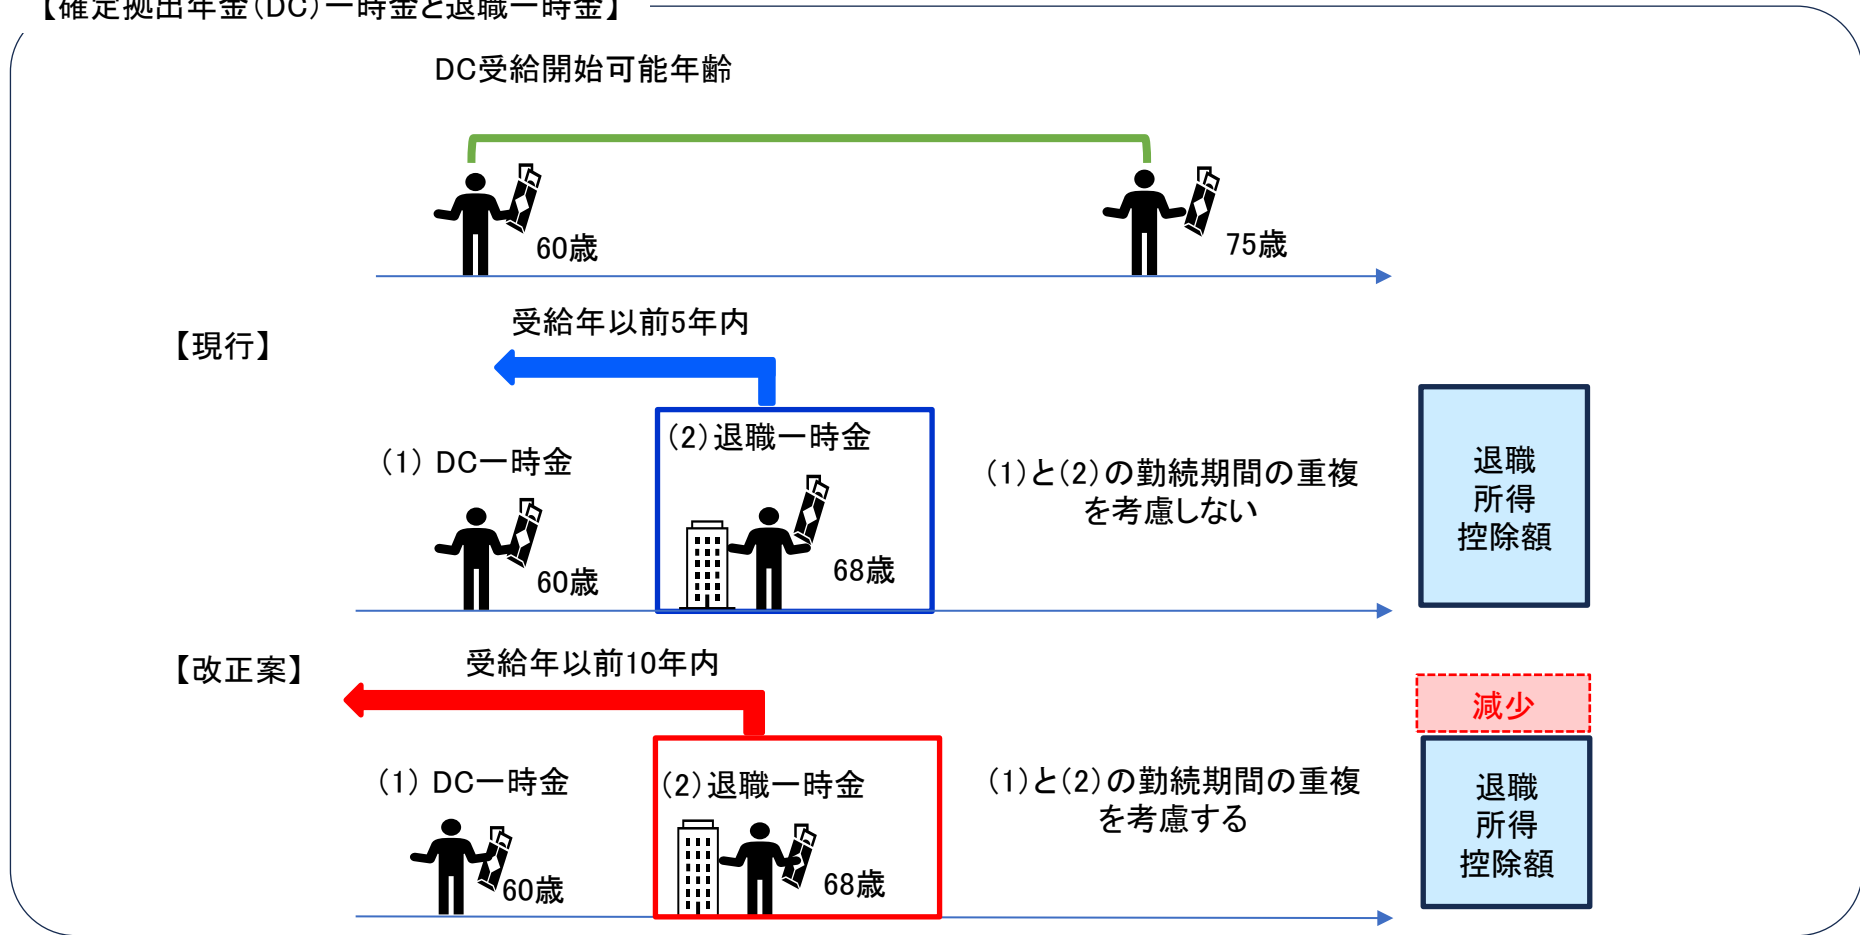 【確定拠出年金（DC）一時金と退職一時金】
DC受給開始可能年齢
60歳
75歳
【現行】
受給年以前5年内
(1) DC一時金
60歳
(2)退職一時金
68歳
(1)と(2)の勤続期間の重複
を考慮しない
退職
所得
控除額
【改正案】
受給年以前10年内
(1) DC一時金
60歳
(2)退職一時金
68歳
(1)と(2)の勤続期間の重複
を考慮する
減少
退職
所得
控除額